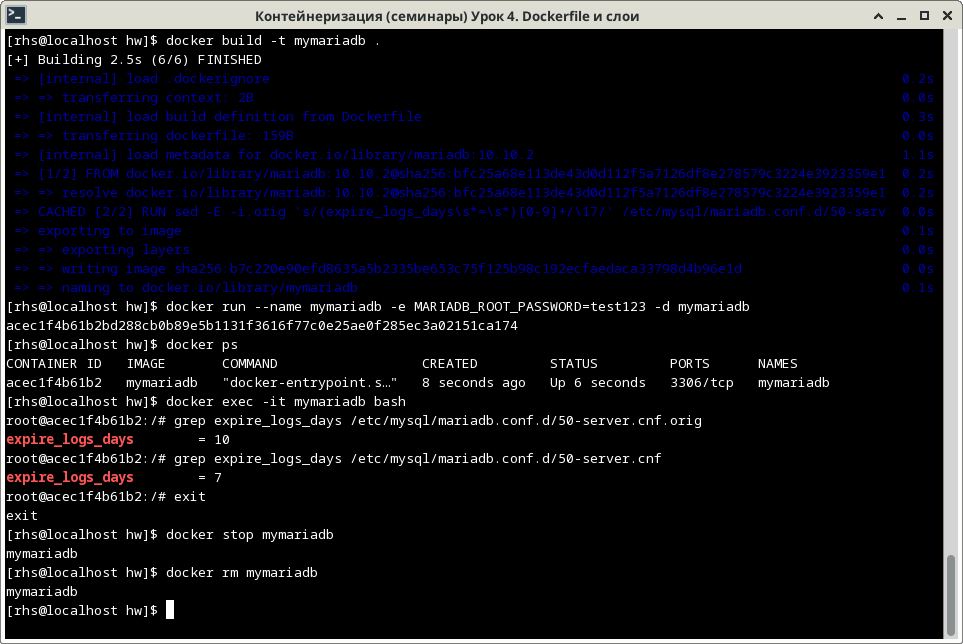 Контейнеризация (семинары) Урок 4. Dockerfile и слои
[rhs@localhost hw]$ docker build -t mymariadb .
[+] Building 2.5s (6/6) FINISHED
=> [internal] load .dockerignore 0.2s
=> => transferring context: 2B 0.0s
=> [internal] load build definition from Dockerfile 0.3s
=> => transferring dockerfile: 159B 0.0s
=> [internal] load metadata for docker.io/library/mariadb:10.10.2 1.1s
=> [1/2] FROM docker.io/library/mariadb:10.10.2@sha256:bfc25a68e113de43d0d112f5a7126df8e278579c3224e3923359e1 0.2s
=> => resolve docker.io/library/mariadb:10.10.2@sha256:bfc25a68e113de43d0d112f5a7126df8e278579c3224e3923359e1 0.2s
=> CACHED [2/2] RUN sed -E -i.orig 's/(expire_logs_days\s*=\s*)[0-9]+/\17/' /etc/mysql/mariadb.conf.d/50-serv 0.0s
=> exporting to image 0.1s
=> => exporting layers 0.0s
=> => writing image sha256:b7c220e90efd8635a5b2335be653c75f125b98c192ecfaedaca33798d4b96e1d 0.0s
=> => naming to docker.io/library/mymariadb 0.1s
[rhs@localhost hw]$ docker run --name mymariadb -e MARIADB_ROOT_PASSWORD=test123 -d mymariadb
acec1f4b61b2bd288cb0b89e5b1131f3616f77c0e25ae0f285ec3a02151ca174
[rhs@localhost hw]$ docker ps
CONTAINER ID IMAGE COMMAND CREATED STATUS PORTS NAMES
acec1f4b61b2 mymariadb "docker-entrypoint.s…" 8 seconds ago Up 6 seconds 3306/tcp mymariadb
[rhs@localhost hw]$ docker exec -it mymariadb bash
root@acec1f4b61b2:/# grep expire_logs_days /etc/mysql/mariadb.conf.d/50-server.cnf.orig
expire_logs_days = 10
root@acec1f4b61b2:/# grep expire_logs_days /etc/mysql/mariadb.conf.d/50-server.cnf
expire_logs_days = 7
root@acec1f4b61b2:/# exit
exit
[rhs@localhost hw]$ docker stop mymariadb
mymariadb
[rhs@localhost hw]$ docker rm mymariadb
mymariadb
[rhs@localhost hw]$